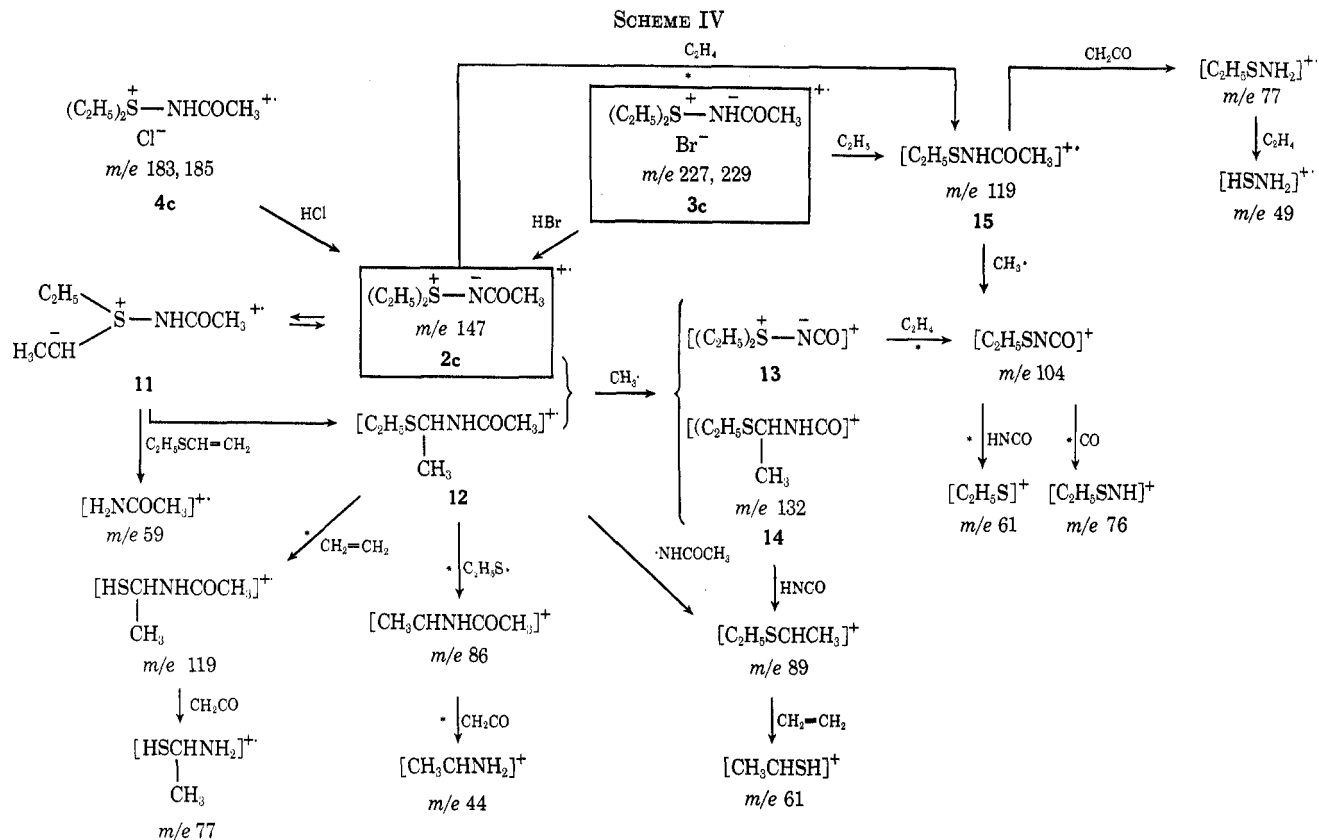 SCHEME IV
C₂H₄
*
CH₂CO
[C₂H₅SNH₂]⁺·
m/e 77
C₂H₄
[HSNH₂]⁺·
m/e 49
(C₂H₅)₂S⁺—NHCOCH₃⁺·
Cl⁻
m/e 183, 185
4c
HCl
(C₂H₅)₂S⁺—N̄HCOCH₃ ⁺·
Br⁻
m/e 227, 229
3c
C₂H₅
HBr
[C₂H₅SNHCOCH₃]⁺·
m/e 119
15
CH₃·
C₂H₅
H₃CCH⁻
S⁺—NHCOCH₃⁺·
11
(C₂H₅)₂S⁺—N̄COCH₃ ⁺·
m/e 147
2c
CH₃·
[(C₂H₅)₂S⁺—N̄CO]⁺
13
C₂H₄
*
[C₂H₅SNCO]⁺
m/e 104
C₂H₅SCH=CH₂
[C₂H₅SCHNHCOCH₃]⁺·
CH₃
12
[(C₂H₅SCHNHCO]⁺
CH₃
m/e 132
14
* HNCO
* CO
[C₂H₅S]⁺
m/e 61
[C₂H₅SNH]⁺
m/e 76
[H₂NCOCH₃]⁺·
m/e 59
* CH₂=CH₂
* C₂H₅S·
·NHCOCH₃
HNCO
[HSCHNHCOCH₃]⁺·
CH₃
m/e 119
[CH₃CHNHCOCH₃]⁺
m/e 86
[C₂H₅SCHCH₃]⁺
m/e 89
CH₂CO
* CH₂CO
CH₂=CH₂
[HSCHNH₂]⁺·
CH₃
m/e 77
[CH₃CHNH₂]⁺
m/e 44
[CH₃CHSH]⁺
m/e 61